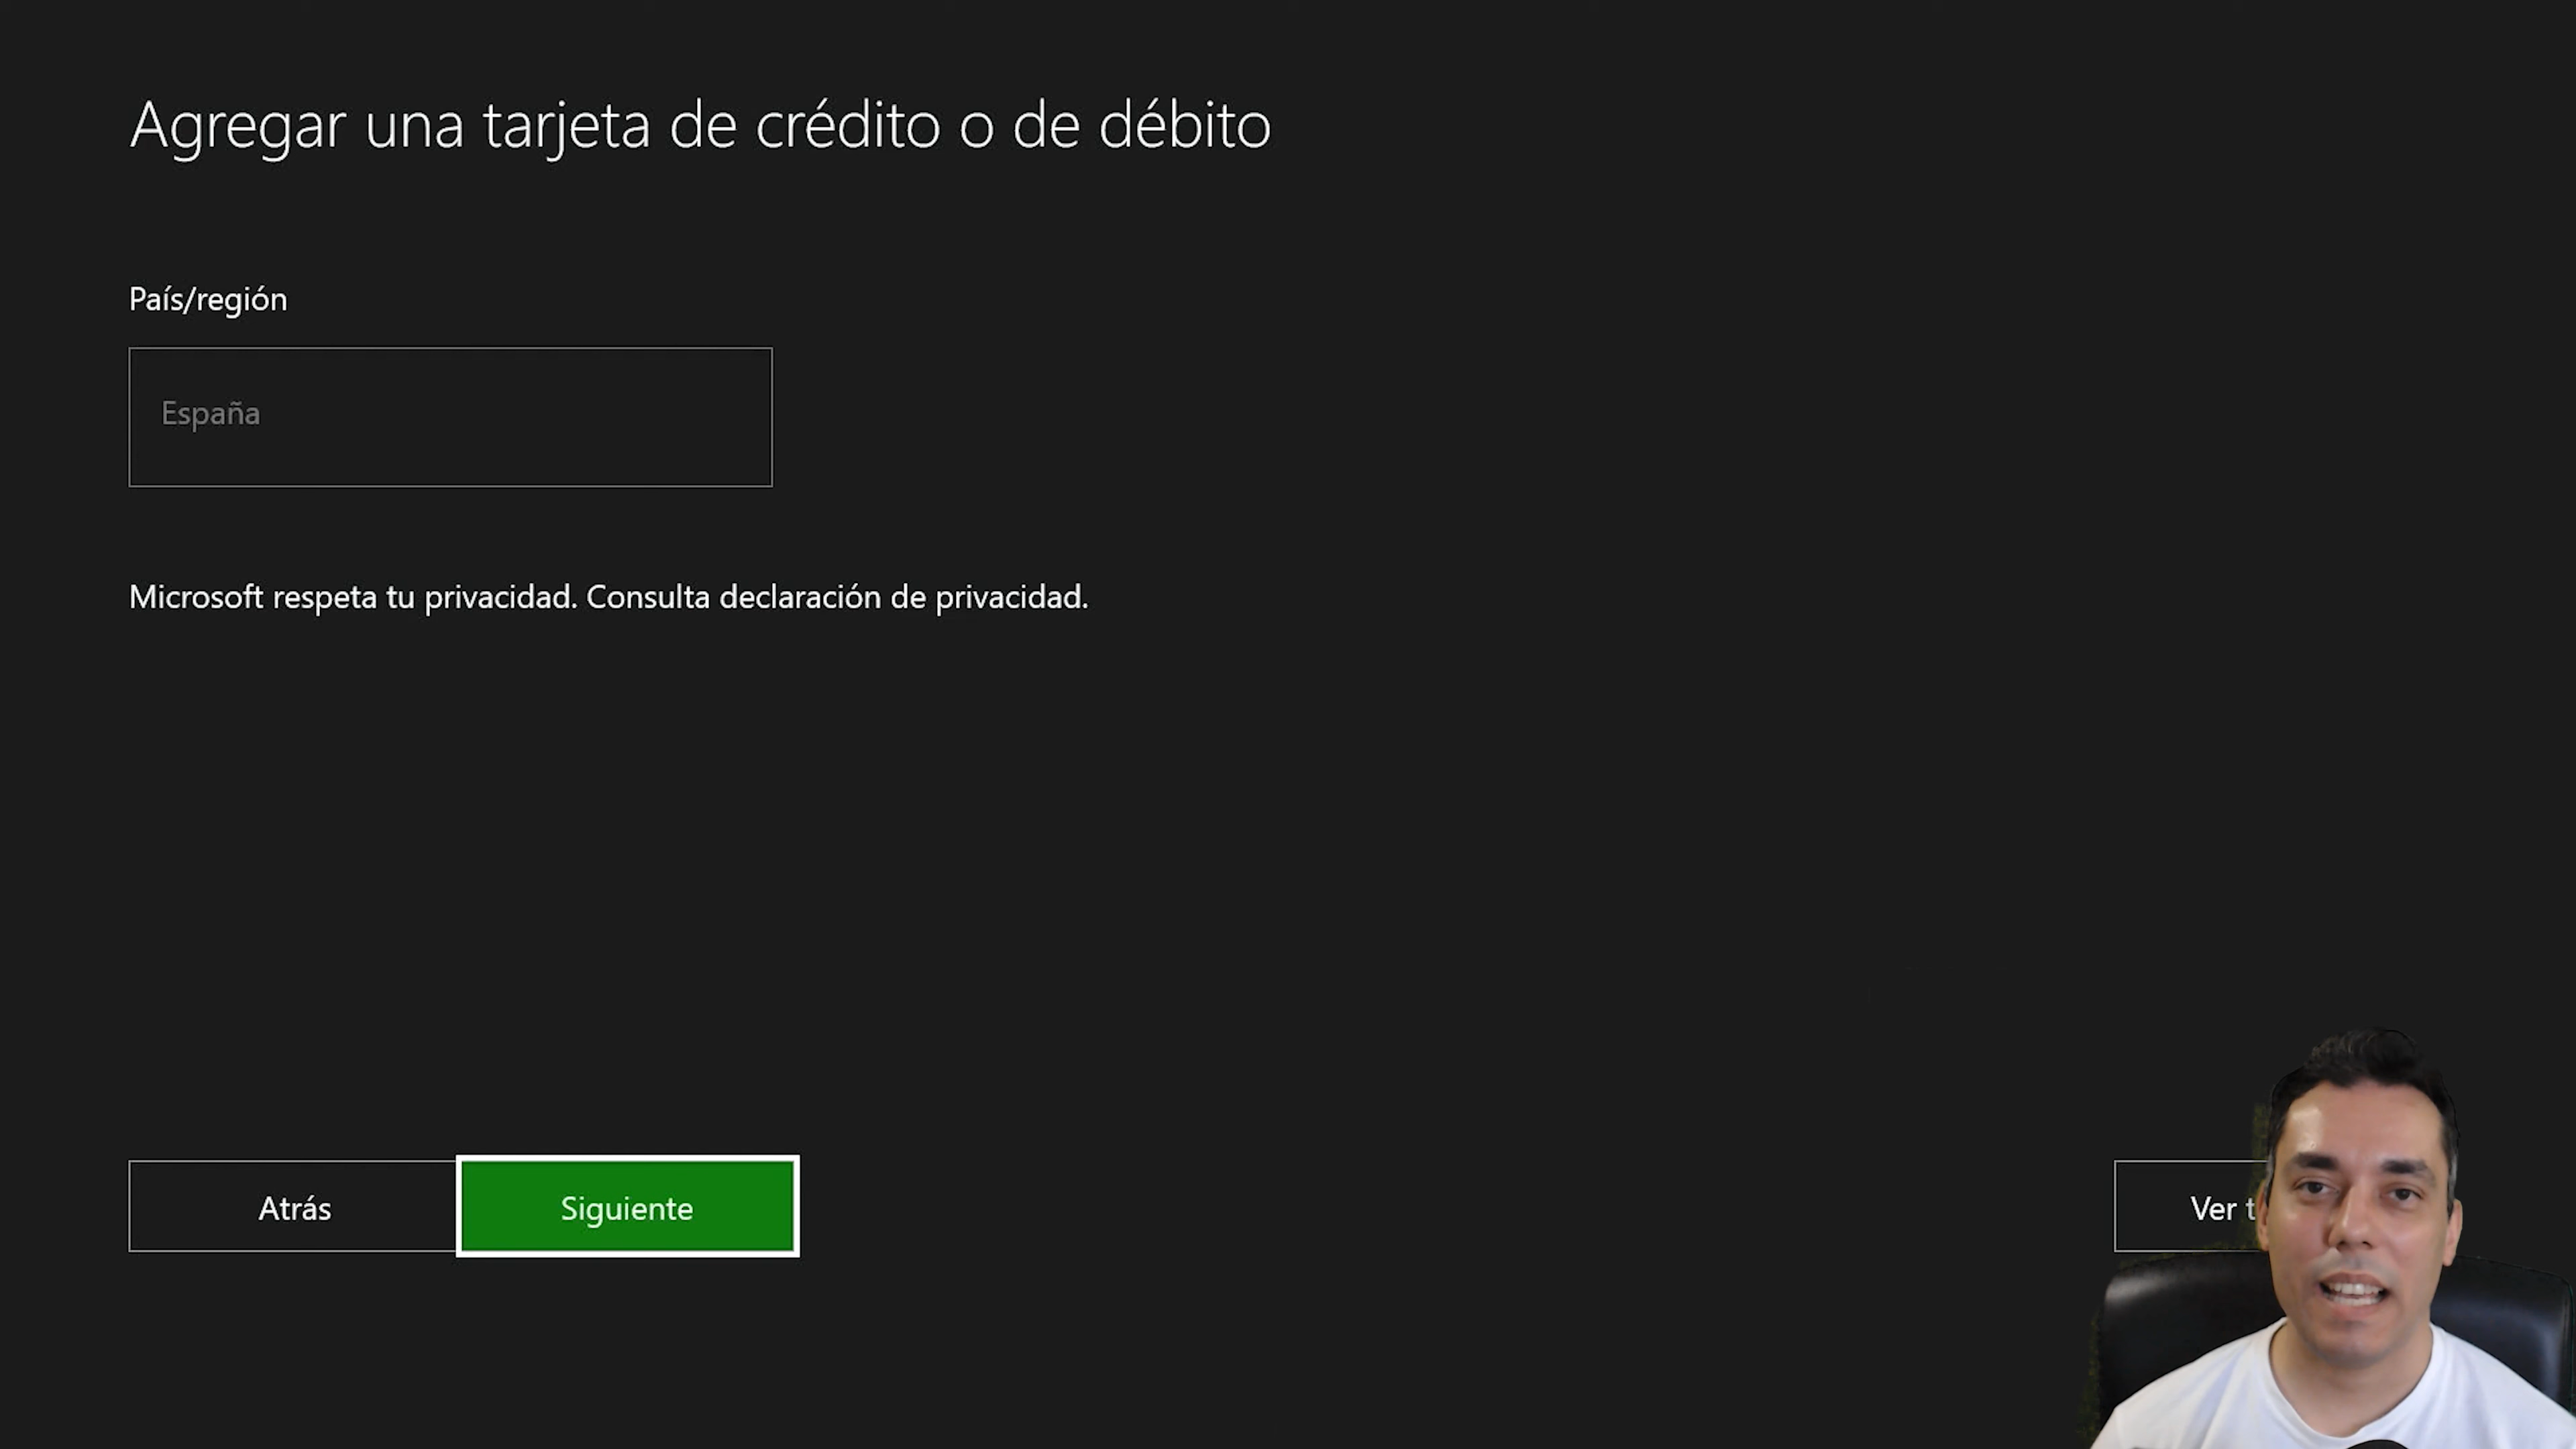 Agregar una tarjeta de crédito o de débito
País/región
España
Microsoft respeta tu privacidad. Consulta declaración de privacidad.
Atrás
Siguiente
Ver